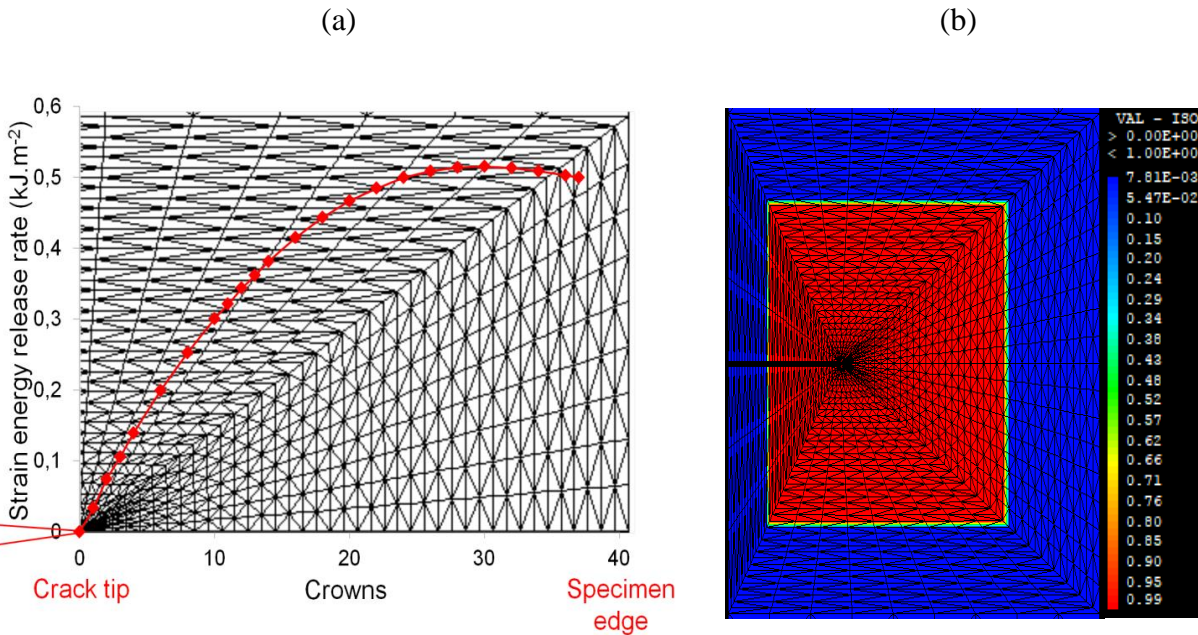 (a)
(b)
Strain energy release rate (kJ.m-2)
0,6
0,5
0,4
0,3
0,2
0,1
0
0
10
20
30
40
Crack tip
Crowns
Specimen
edge
VAL - ISO
> 0.00E+00
< 1.00E+00
7.81E-03
5.47E-02
0.10
0.15
0.20
0.24
0.29
0.34
0.38
0.43
0.48
0.52
0.57
0.62
0.66
0.71
0.76
0.80
0.85
0.90
0.95
0.99